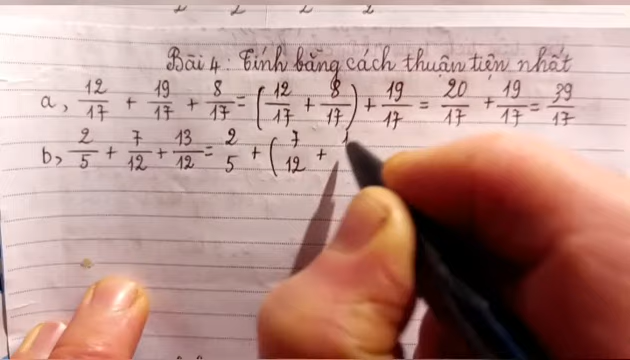 Bài 4: Tính bằng cách thuận tiện nhất
a, 12/17 + 19/17 + 8/17 = (12/17 + 8/17) + 19/17 = 20/17 + 19/17 = 39/17
b, 2/5 + 7/12 + 13/12 = 2/5 + (7/12 + 1